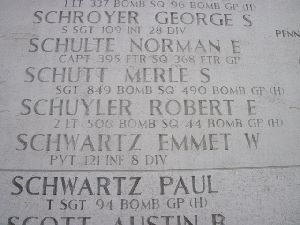 LT 337 BOMB SQ 96 BOMB GP (H)
SCHROYER GEORGE S
S SGT 109 INF 28 DIV
SCHULTE NORMAN E
CAPT 395 FTR SQ 368 FTR GP
PENN
SCHUTT MERLE S
SGT 849 BOMB SQ 490 BOMB GP (H)
SCHUYLER ROBERT E
2 LT 506 BOMB SQ 44 BOMB GP (H)
SCHWARTZ EMMET W
PVT 121 INF 8 DIV
SCHWARTZ PAUL
T SGT 94 BOMB GP (H)
SCOTT AUSTIN B